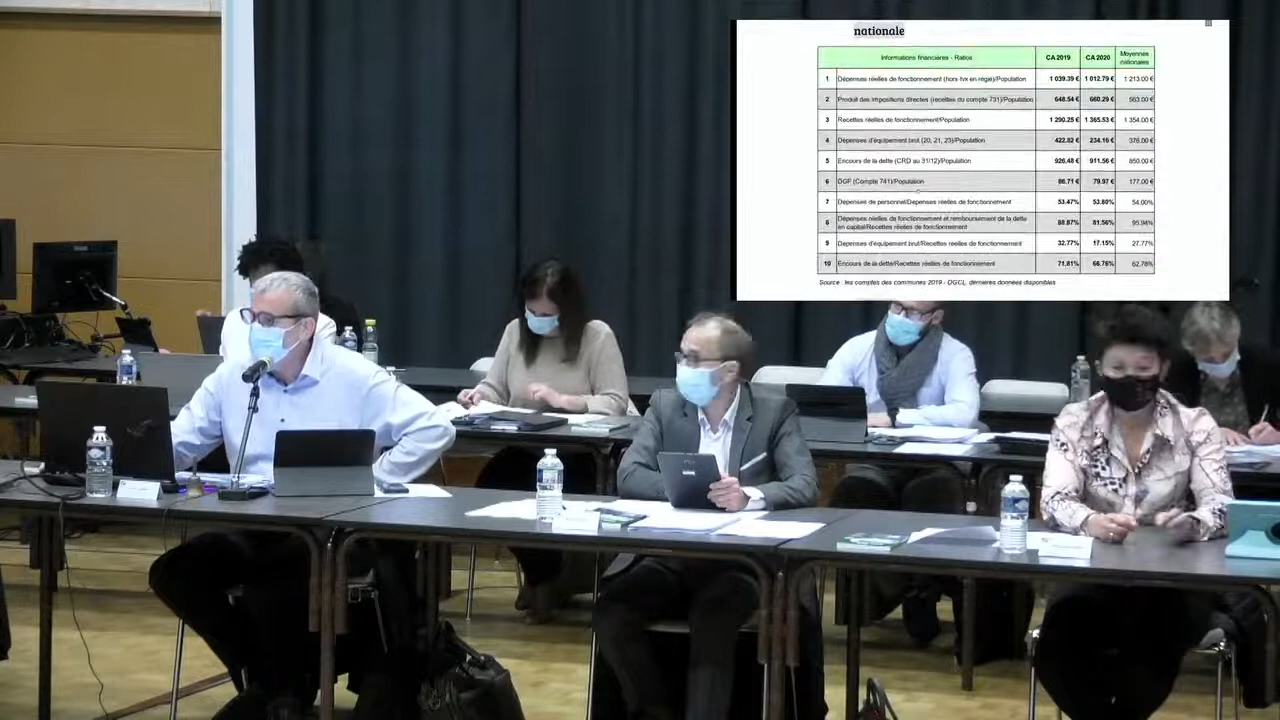 nationale
Informations financières - Ratios CA 2019 CA 2020 Moyennes nationales
1 Dépenses réelles de fonctionnement (hors tvx en régie)/Population 1 039.39 € 1 012.79 € 1 213.00 €
2 Produit des impositions directes (recettes du compte 731)/Population 648.54 € 660.29 € 563.00 €
3 Recettes réelles de fonctionnement/Population 1 290.25 € 1 365.53 € 1 354.00 €
4 Dépenses d'équipement brut (20, 21, 23)/Population 422.82 € 234.16 € 376.00 €
5 Encours de la dette (CRD au 31/12)/Population 926.48 € 911.56 € 850.00 €
6 DGF (Compte 741)/Population 86.71 € 79.97 € 177.00 €
7 Dépenses de personnel/Dépenses réelles de fonctionnement 53.47% 53.80% 54.00%
8 Dépenses réelles de fonctionnement et remboursement de la dette en capital/Recettes réelles de fonctionnement 88.87% 81.56% 95.94%
9 Dépenses d'équipement brut/Recettes réelles de fonctionnement 32.77% 17.15% 27.77%
10 Encours de la dette/Recettes réelles de fonctionnement 71.81% 66.76% 62.78%
Source : les comptes des communes 2019 - DGCL, dernières données disponibles